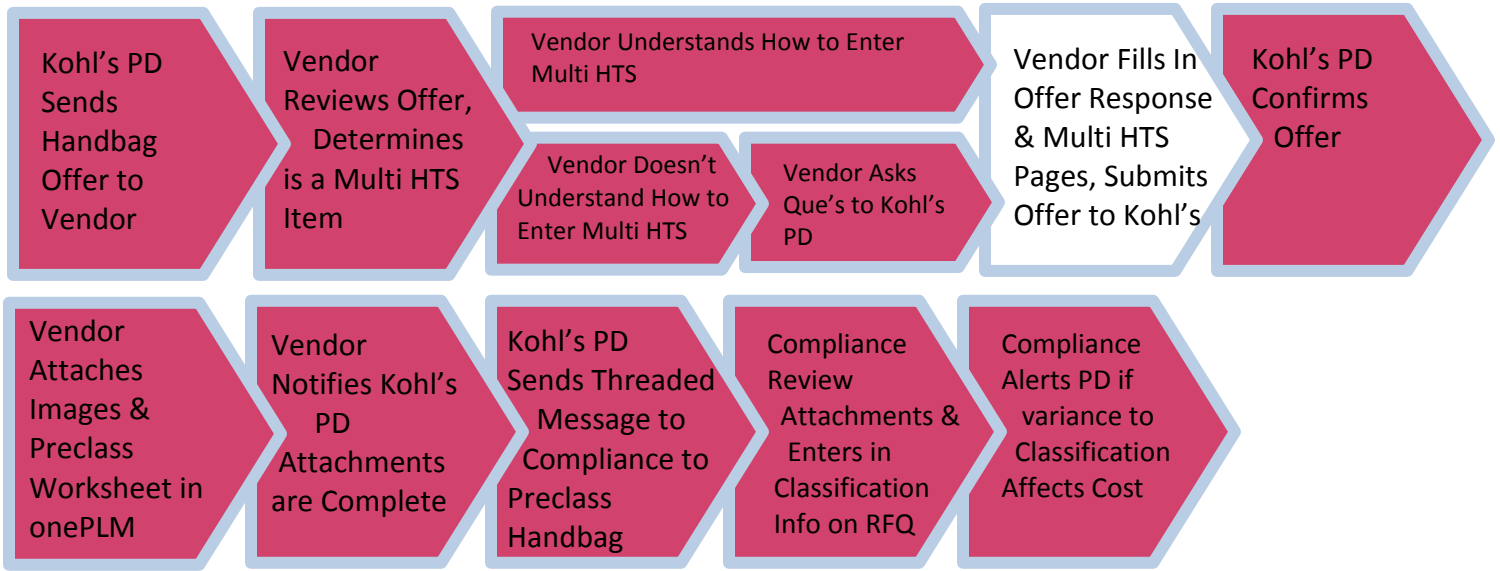 Kohl’s PD
Sends
Handbag
Offer to
Vendor
Vendor
Reviews Offer,
Determines
is a Multi HTS
Item
Vendor Understands How to Enter
Multi HTS
Vendor Doesn’t
Understand How to
Enter Multi HTS
Vendor Asks
Que’s to Kohl’s
PD
Vendor Fills In
Offer Response
& Multi HTS
Pages, Submits
Offer to Kohl’s
Kohl’s PD
Confirms
Offer
Vendor
Attaches
Images &
Preclass
Worksheet in
onePLM
Vendor
Notifies Kohl’s
PD
Attachments
are Complete
Kohl’s PD
Sends Threaded
Message to
Compliance to
Preclass
Handbag
Compliance
Review
Attachments &
Enters in
Classification
Info on RFQ
Compliance
Alerts PD if
variance to
Classification
Affects Cost